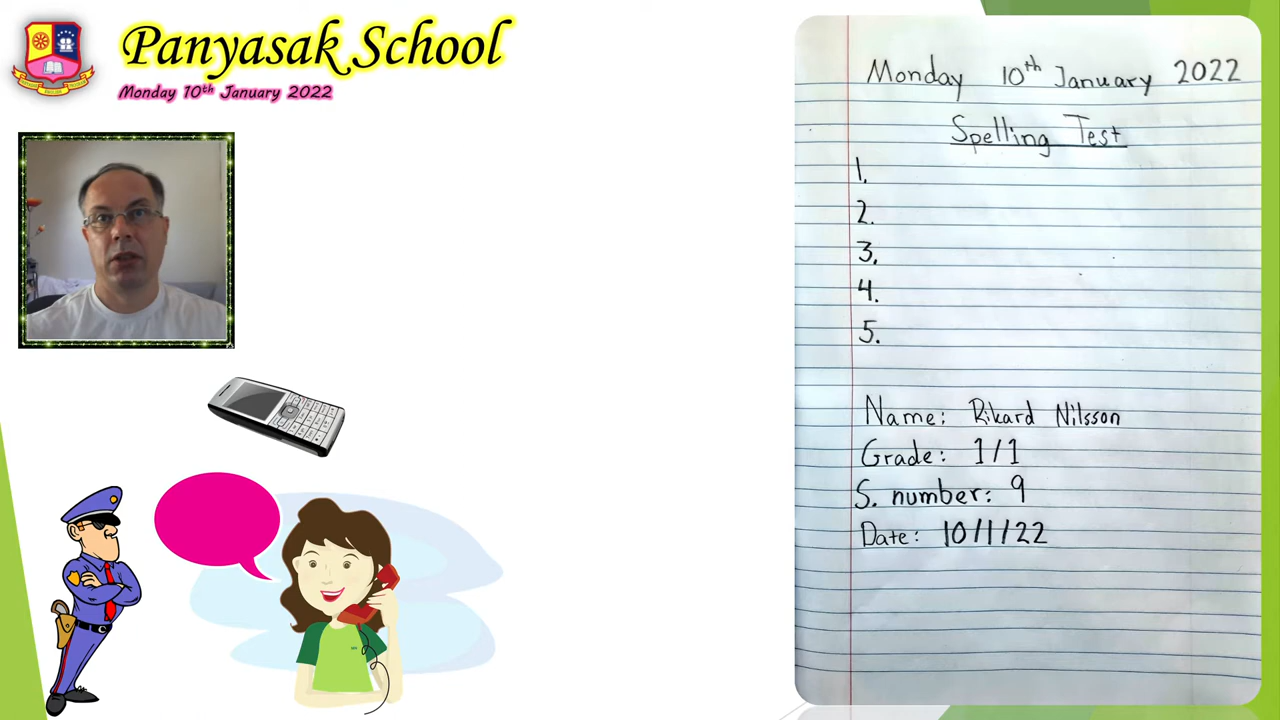 Panyasak School
Monday 10th January 2022
Monday 10th January 2022
Spelling Test
1.
2.
3.
4.
5.
Name: Rikard Nilsson
Grade: 1/1
S. number: 9
Date: 10/1/22